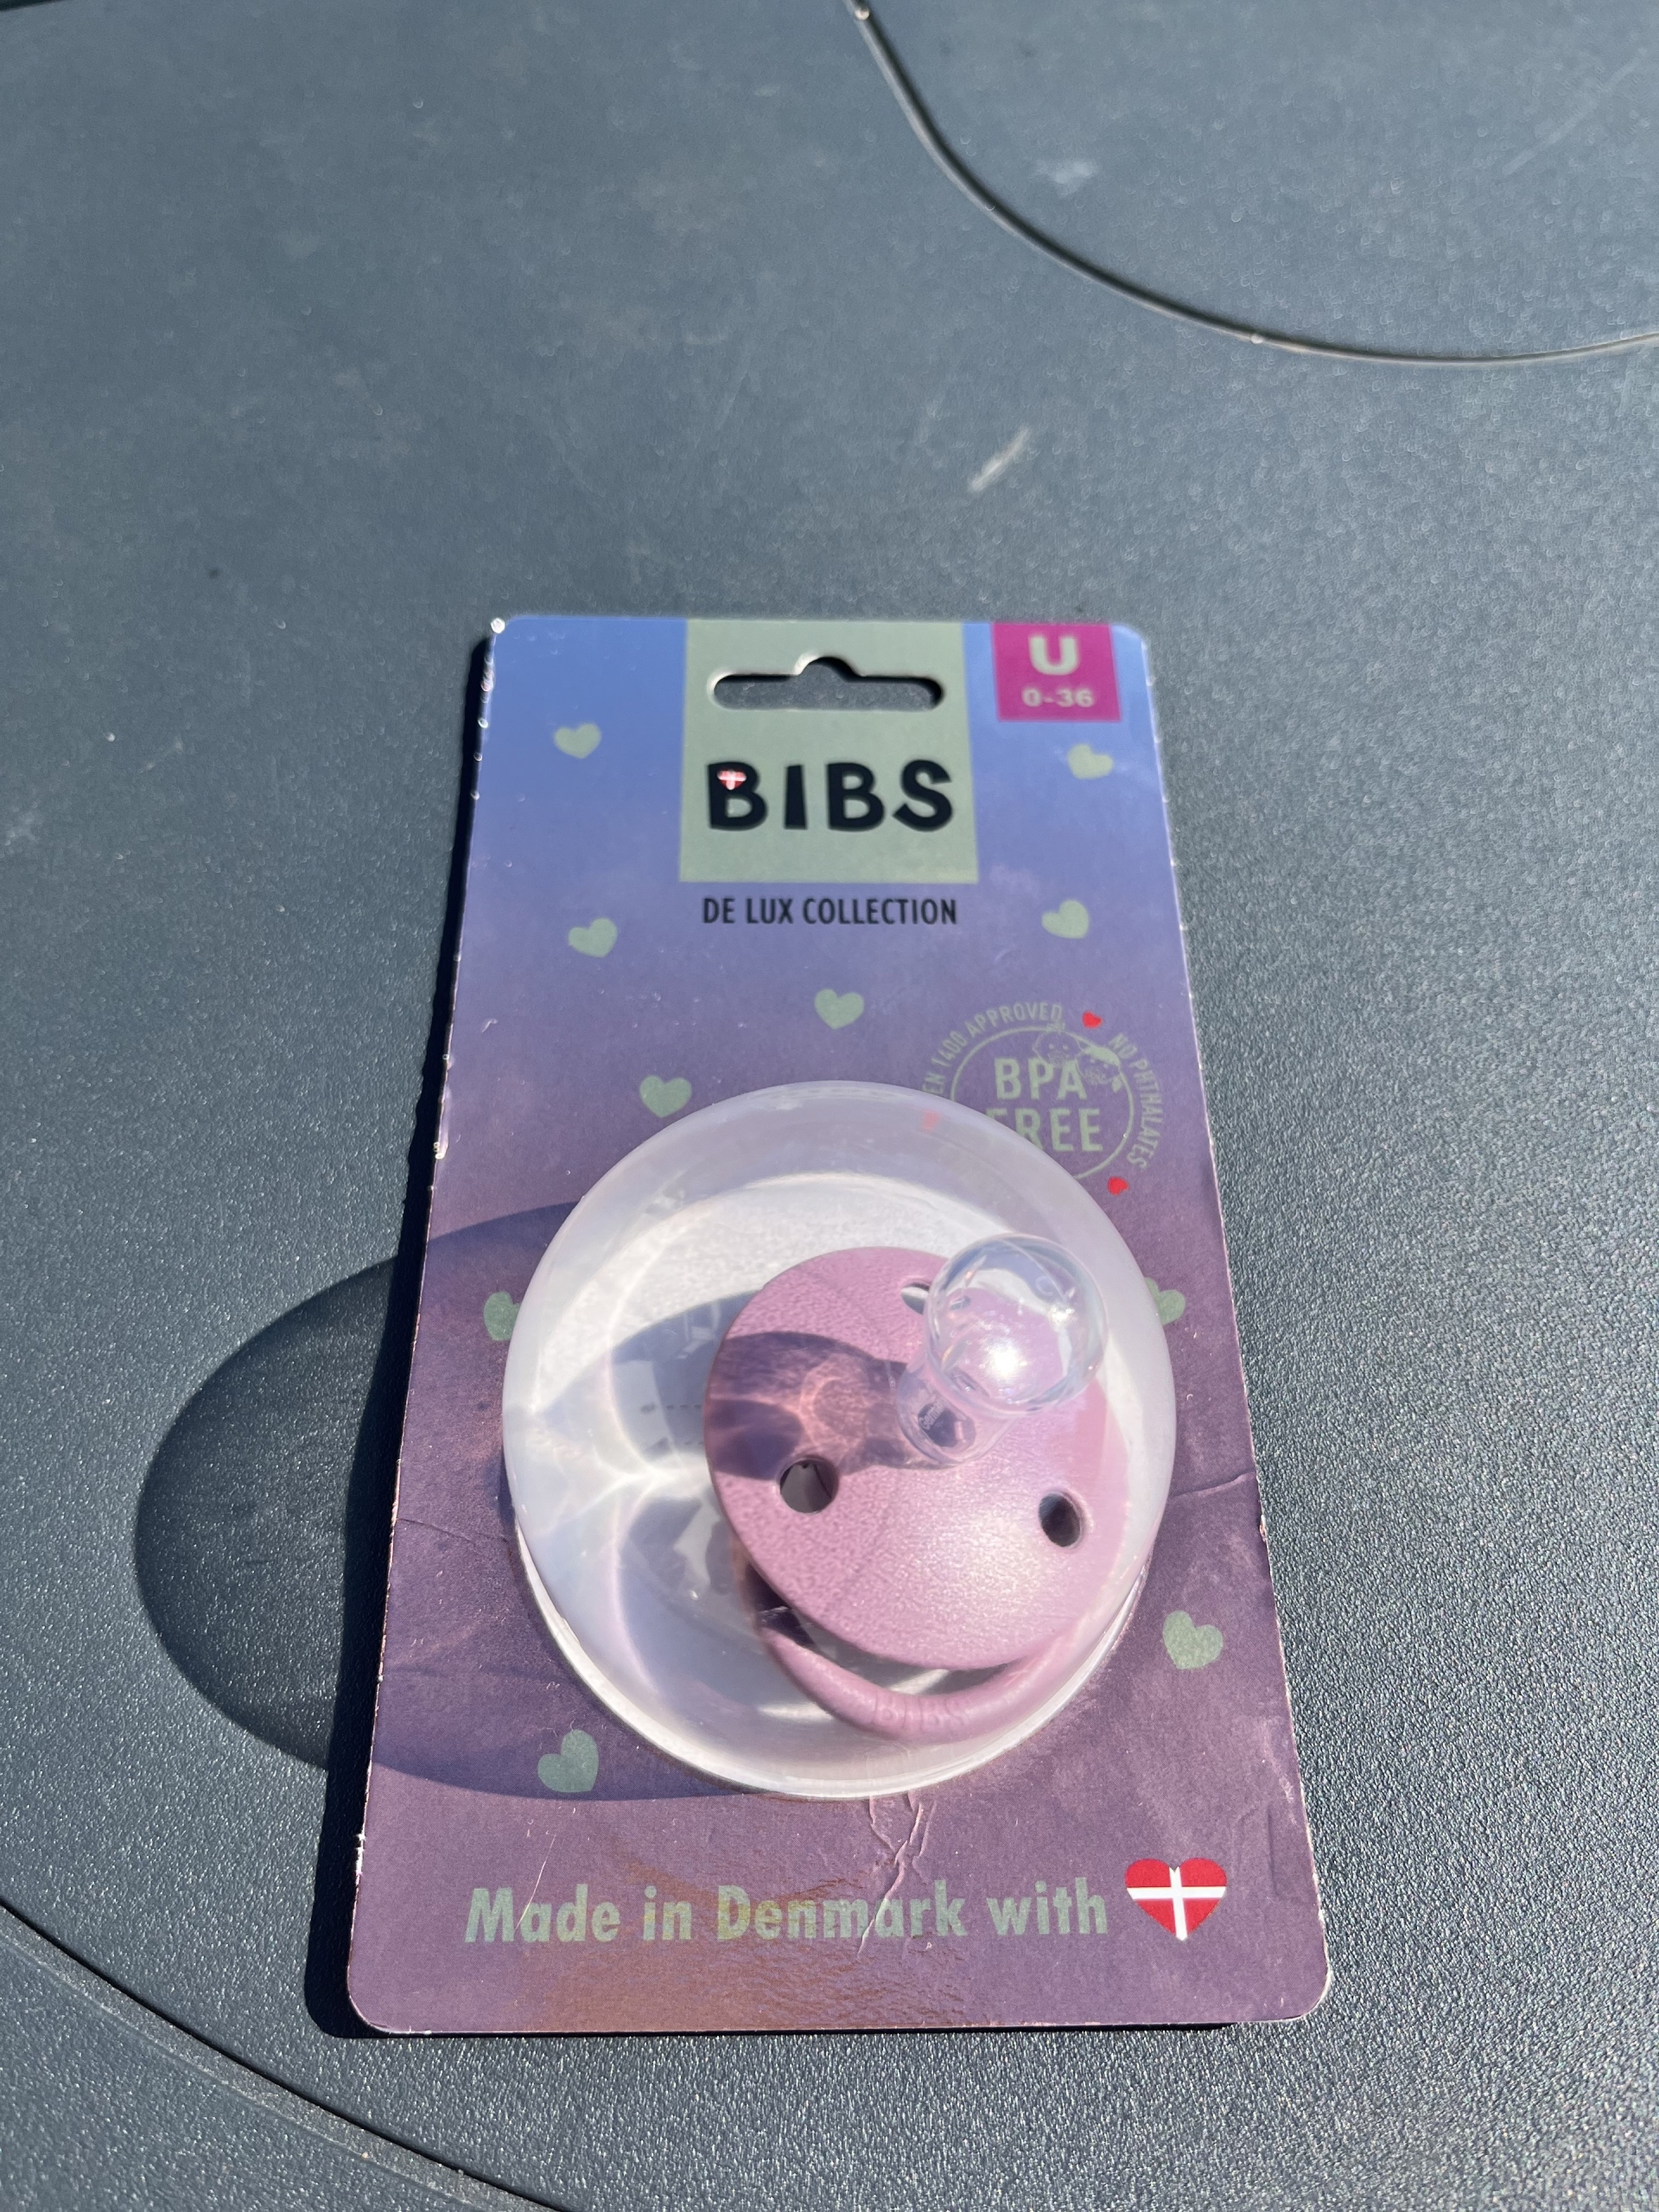 U
0-36
BIBS
DE LUX COLLECTION
EN 1400 APPROVED
NO PHTHALATES
BPA
FREE
Made in Denmark with